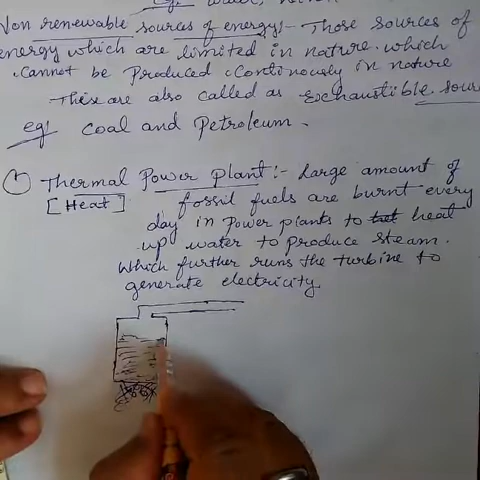 Non renewable sources of energy:- Those sources of
energy which are limited in nature. which
cannot be produced continously in nature
These are also called as Exhaustible sour
eg:- Coal and Petroleum.
① Thermal Power Plant:- Large amount of
[Heat] fossil fuels are burnt every
day in power plants to heat
up water to produce steam.
Which further runs the turbine to
generate electricity.